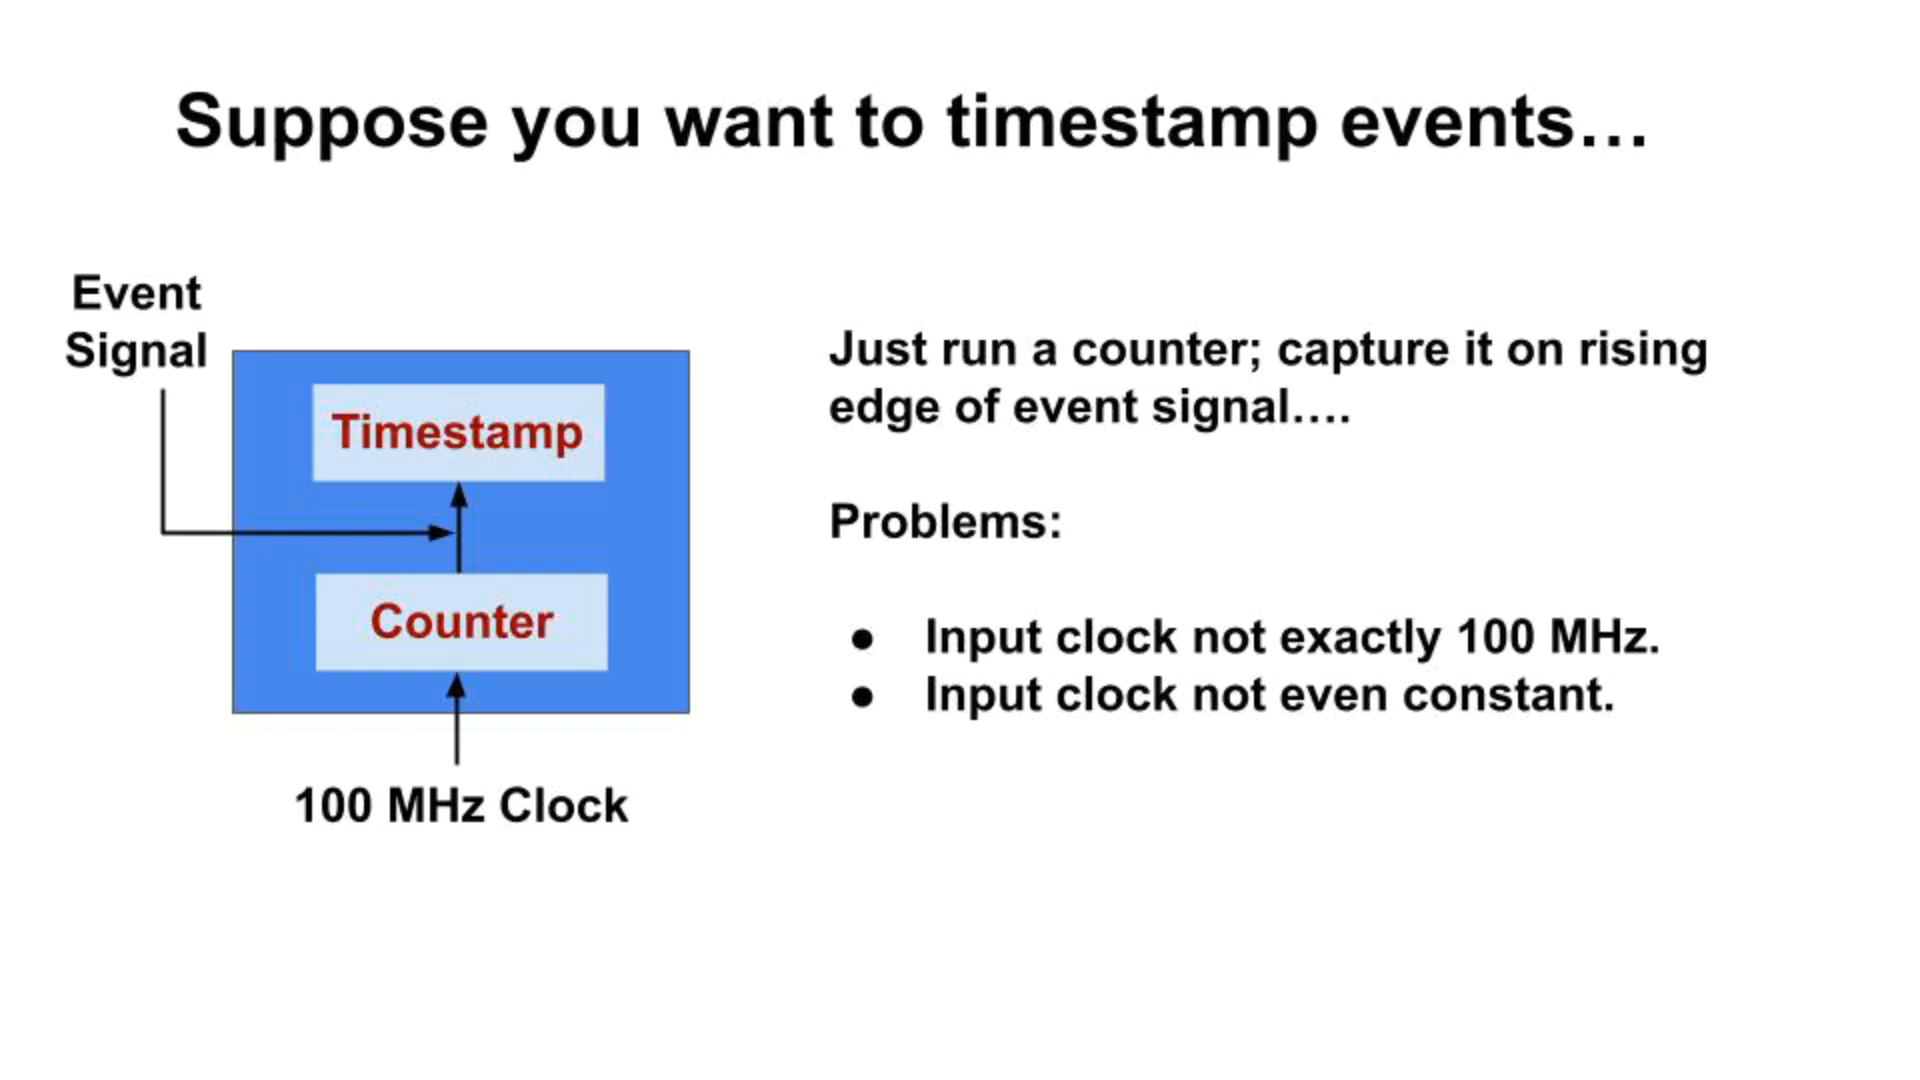 Suppose you want to timestamp events…
Event
Signal
Timestamp
Counter
100 MHz Clock
Just run a counter; capture it on rising
edge of event signal….
Problems:
● Input clock not exactly 100 MHz.
● Input clock not even constant.